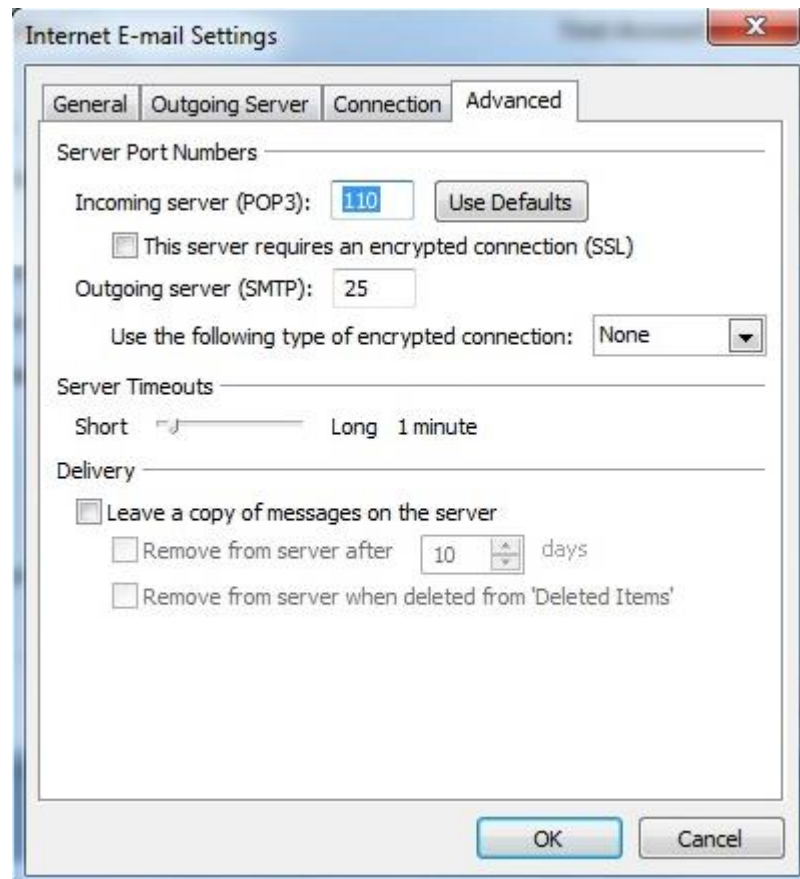 Internet E-mail Settings
General Outgoing Server Connection Advanced
Server Port Numbers
Incoming server (POP3): 110 Use Defaults
This server requires an encrypted connection (SSL)
Outgoing server (SMTP): 25
Use the following type of encrypted connection: None
Server Timeouts
Short Long 1 minute
Delivery
Leave a copy of messages on the server
Remove from server after 10 days
Remove from server when deleted from 'Deleted Items'
OK Cancel